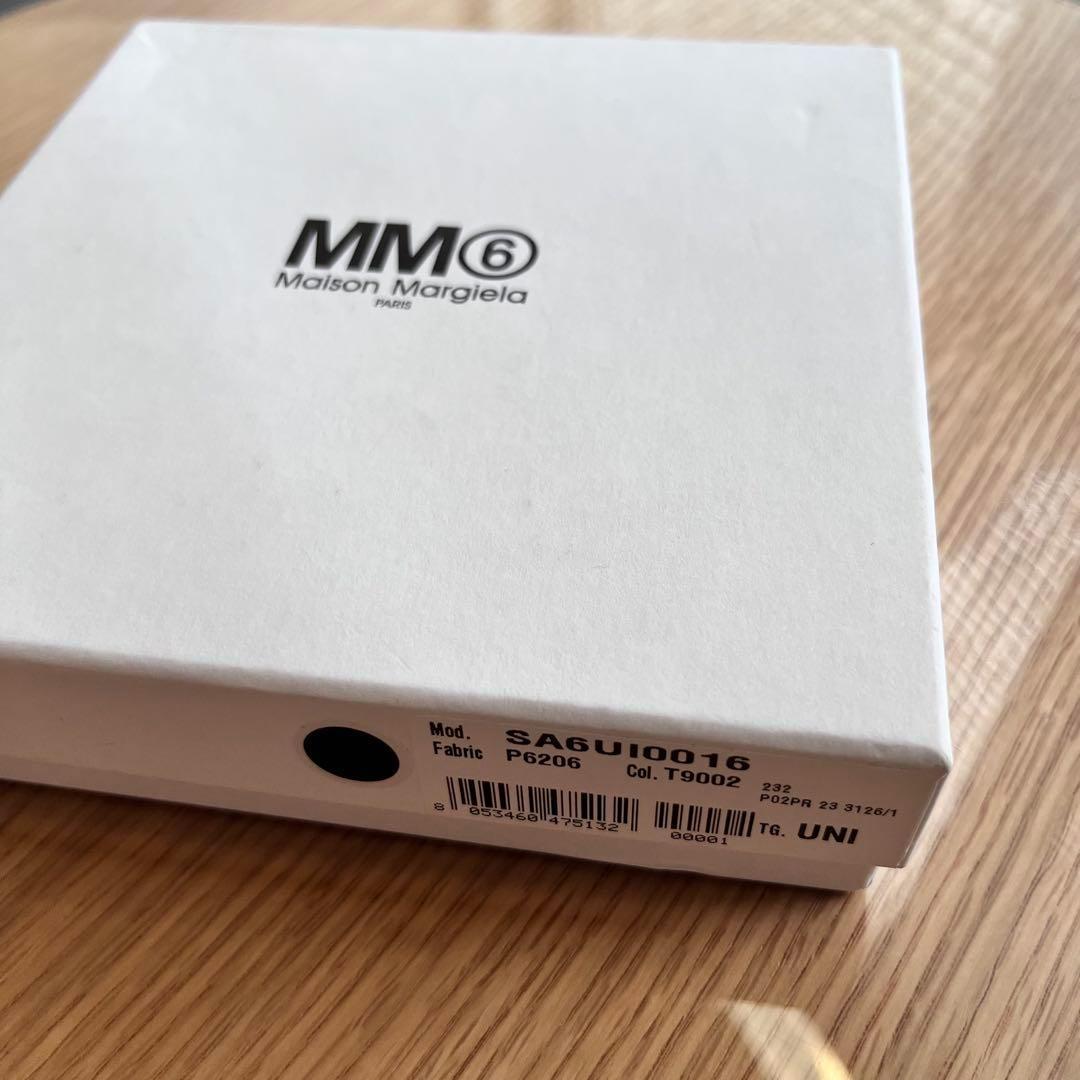 MM⑥
Maison Margiela
PARIS
Mod. SA6UI0016
Fabric P6206 Col. T9002 232
P02PR 23 3126/1
8 053460 475132 00001 TG. UNI